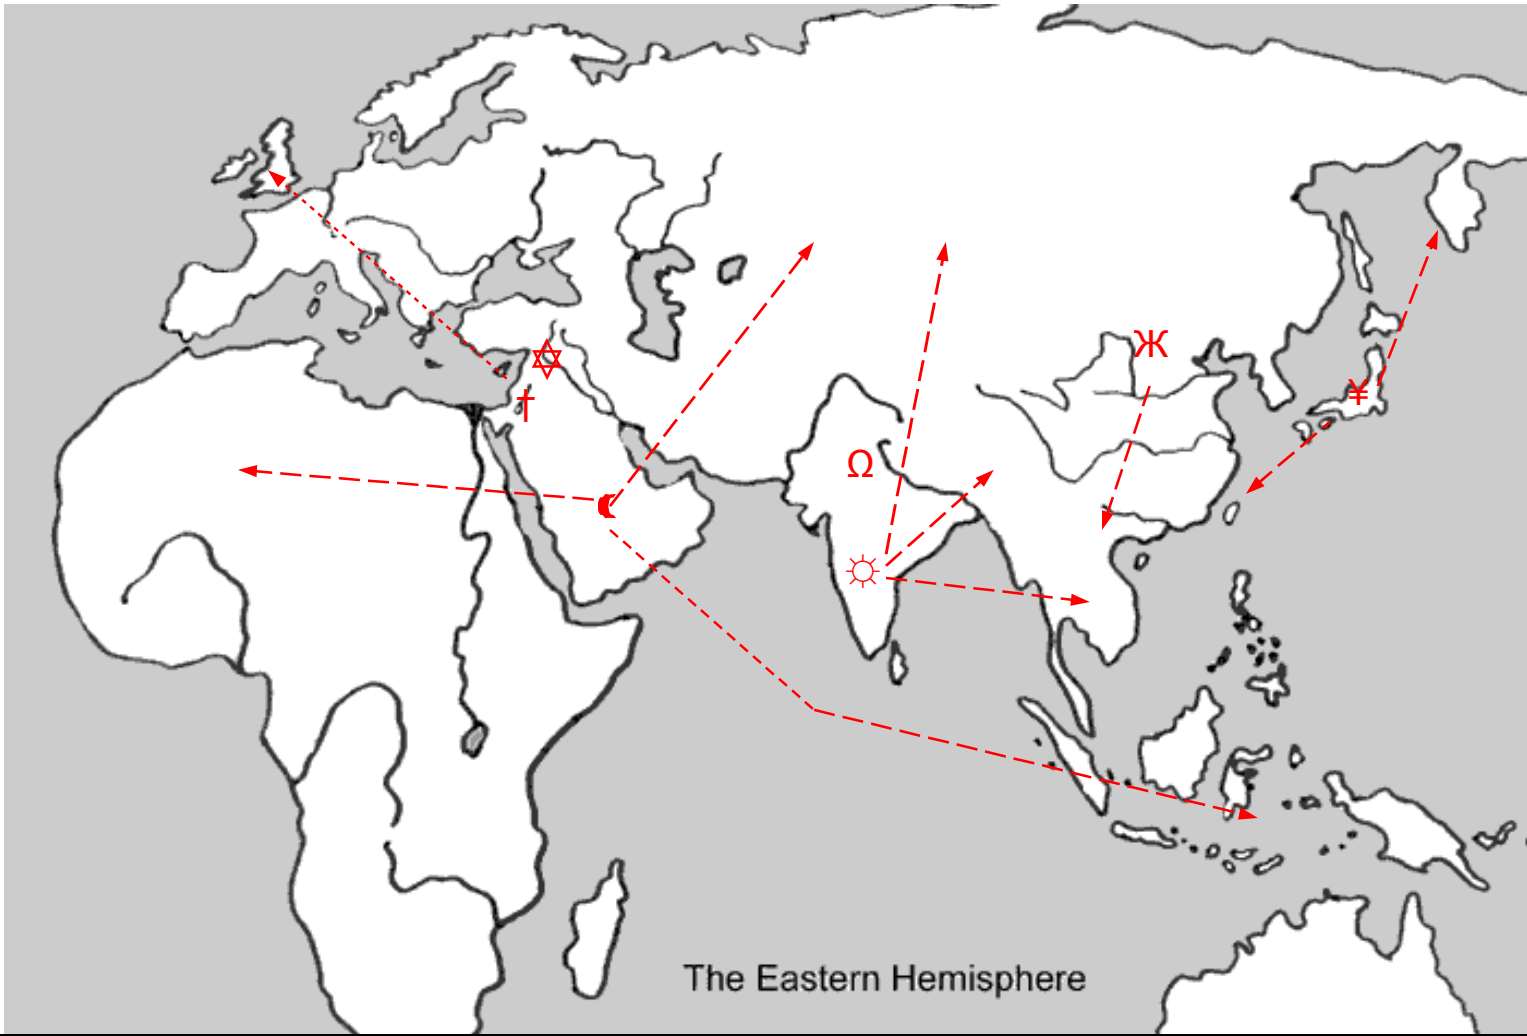 ✡
Ж
¥
†
Ω
☾
☼
The Eastern Hemisphere